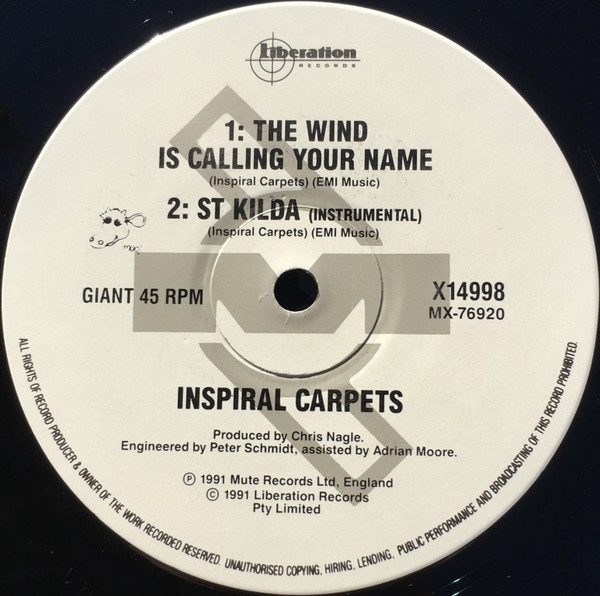 Liberation
RECORDS
1: THE WIND
IS CALLING YOUR NAME
(Inspiral Carpets) (EMI Music)
2: ST KILDA (INSTRUMENTAL)
(Inspiral Carpets) (EMI Music)
moo!
GIANT 45 RPM
X14998
MX-76920
INSPIRAL CARPETS
Produced by Chris Nagle.
Engineered by Peter Schmidt, assisted by Adrian Moore.
Ⓟ 1991 Mute Records Ltd, England
© 1991 Liberation Records
Pty Limited
ALL RIGHTS OF RECORD PRODUCER & OWNER OF THE WORK RECORDED RESERVED. UNAUTHORISED COPYING, HIRING, LENDING, PUBLIC PERFORMANCE AND BROADCASTING OF THIS RECORD PROHIBITED.